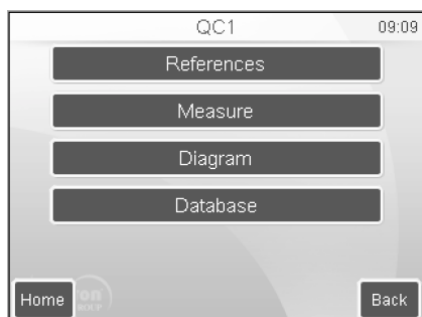 QC1 09:09
References
Measure
Diagram
Database
Home Back